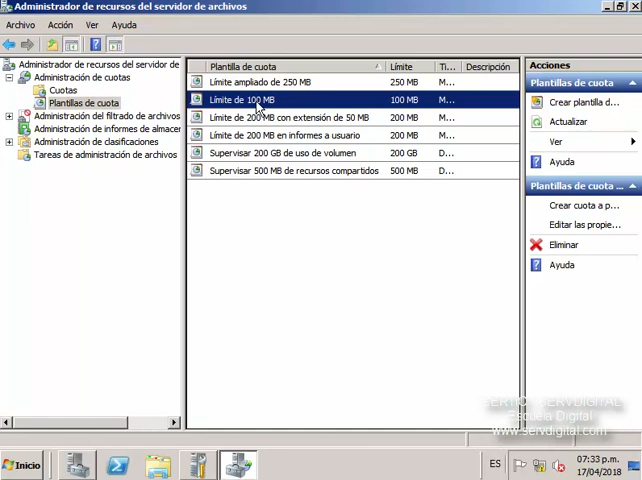 Administrador de recursos del servidor de archivos
Archivo Acción Ver Ayuda
Administrador de recursos del servidor de
Administración de cuotas
Cuotas
Plantillas de cuota
Administración del filtrado de archivos
Administración de informes de almacer
Administración de clasificaciones
Tareas de administración de archivos
Plantilla de cuota Límite Ti... Descripción
Límite ampliado de 250 MB 250 MB M...
Límite de 100 MB 100 MB M...
Límite de 200 MB con extensión de 50 MB 200 MB M...
Límite de 200 MB en informes a usuario 200 MB M...
Supervisar 200 GB de uso de volumen 200 GB D...
Supervisar 500 MB de recursos compartidos 500 MB D...
Acciones
Plantillas de cuota
Crear plantilla d...
Actualizar
Ver
Ayuda
Plantillas de cuota ...
Crear cuota a p...
Editar las propie...
Eliminar
Ayuda
Escuela Digital
www.servdigital.com
Inicio
ES
07:33 p.m.
17/04/2018